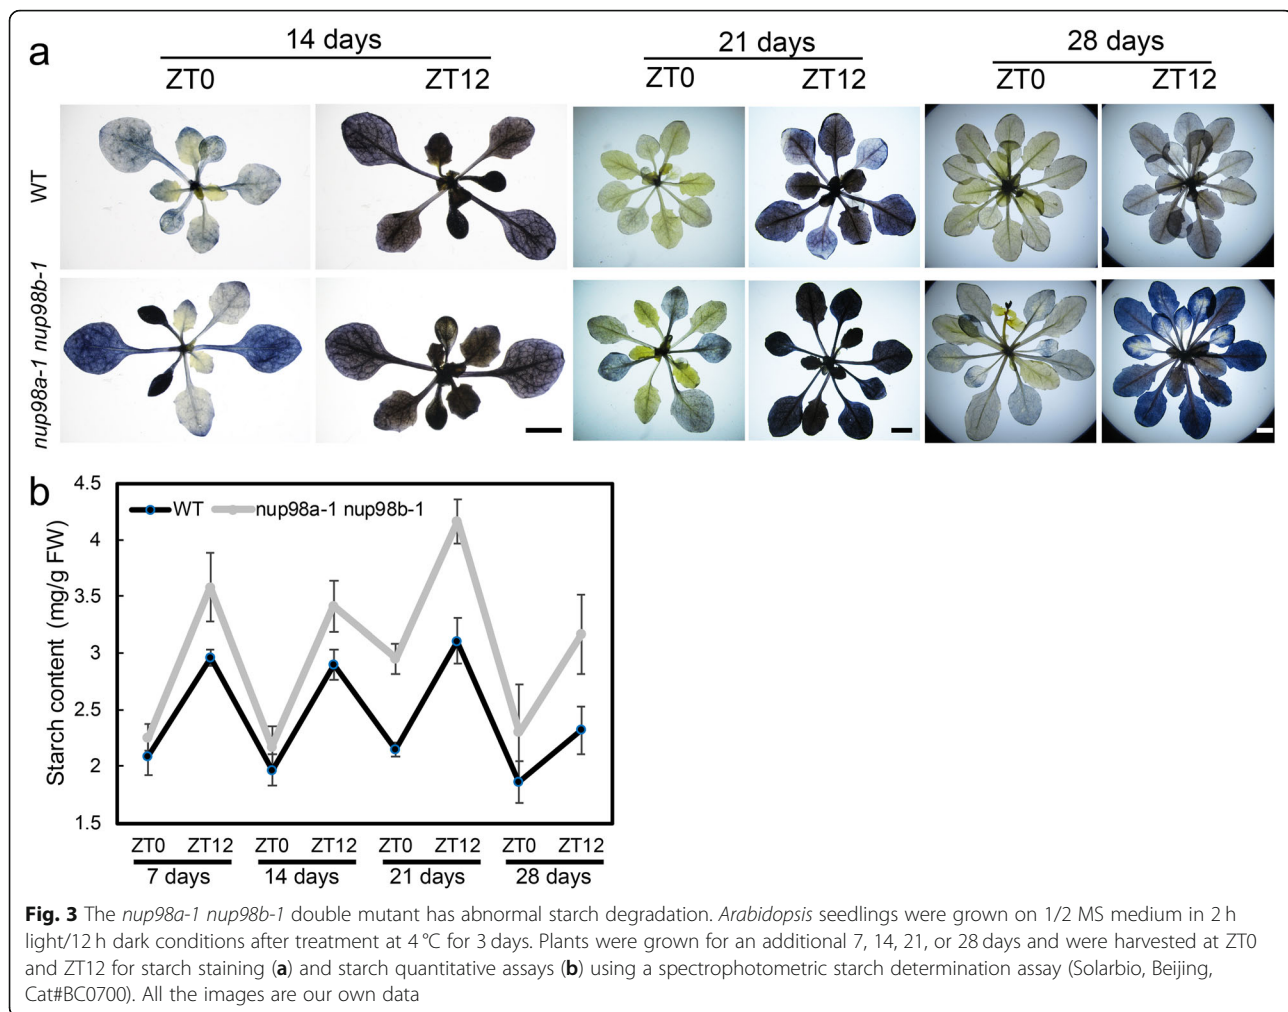 a
14 days
21 days
28 days
ZT0 ZT12 ZT0 ZT12 ZT0 ZT12
WT
nup98a-1 nup98b-1
b
WT nup98a-1 nup98b-1
Starch content (mg/g FW)
4.5
4
3.5
3
2.5
2
1.5
ZT0 ZT12 ZT0 ZT12 ZT0 ZT12 ZT0 ZT12
7 days 14 days 21 days 28 days
Fig. 3 The nup98a-1 nup98b-1 double mutant has abnormal starch degradation. Arabidopsis seedlings were grown on 1/2 MS medium in 2 h
light/12 h dark conditions after treatment at 4 °C for 3 days. Plants were grown for an additional 7, 14, 21, or 28 days and were harvested at ZT0
and ZT12 for starch staining (a) and starch quantitative assays (b) using a spectrophotometric starch determination assay (Solarbio, Beijing,
Cat#BC0700). All the images are our own data